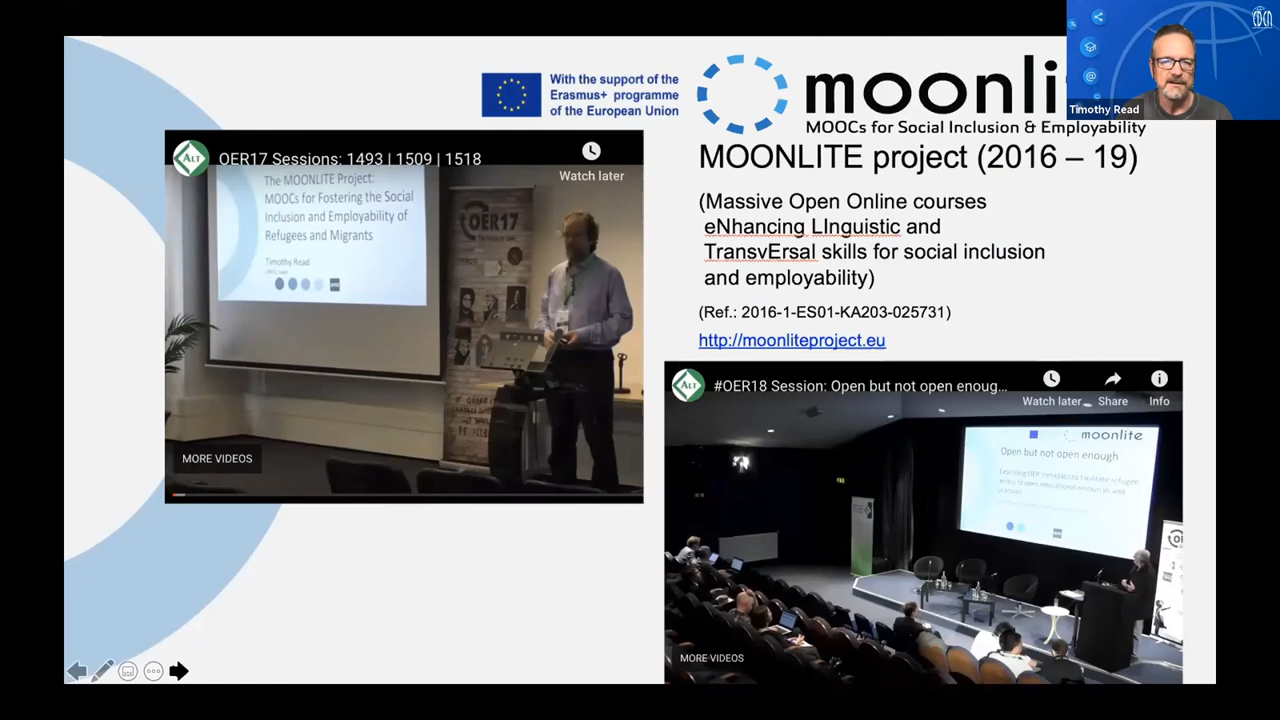 EDEN
Timothy Read
With the support of the
Erasmus+ programme
of the European Union
moonli
MOOCs for Social Inclusion & Employability
MOONLITE project (2016 – 19)
(Massive Open Online courses
eNhancing LInguistic and
TransvErsal skills for social inclusion
and employability)
(Ref.: 2016-1-ES01-KA203-025731)
http://moonliteproject.eu
ALT
OER17 Sessions: 1493 | 1509 | 1518
Watch later
The MOONLITE Project:
MOOCs for Fostering the Social
Inclusion and Employability of
Refugees and Migrants
Timothy Read
OER17
MORE VIDEOS
ALT
#OER18 Session: Open but not open enoug...
Watch later
Share
Info
moonlite
Open but not open enough
MORE VIDEOS